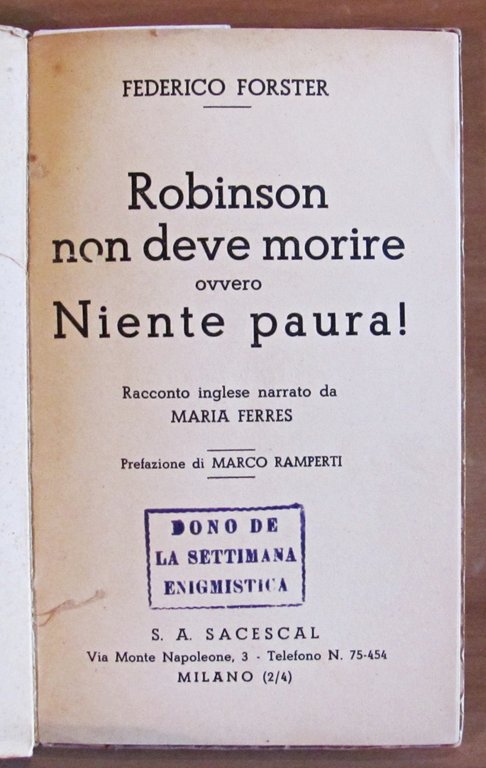 FEDERICO FORSTER
Robinson
non deve morire
ovvero
Niente paura!
Racconto inglese narrato da
MARIA FERRES
Prefazione di MARCO RAMPERTI
DONO DE
LA SETTIMANA
ENIGMISTICA
S. A. SACESCAL
Via Monte Napoleone, 3 - Telefono N. 75-454
MILANO (2/4)